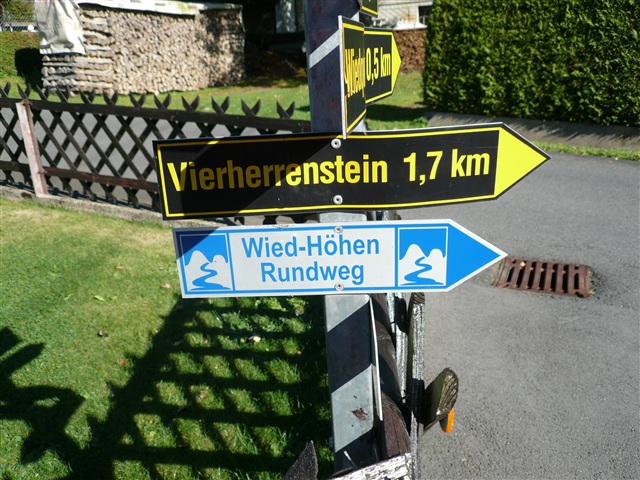 0,5 km
Vierherrenstein 1,7 km
Wied-Höhen
Rundweg